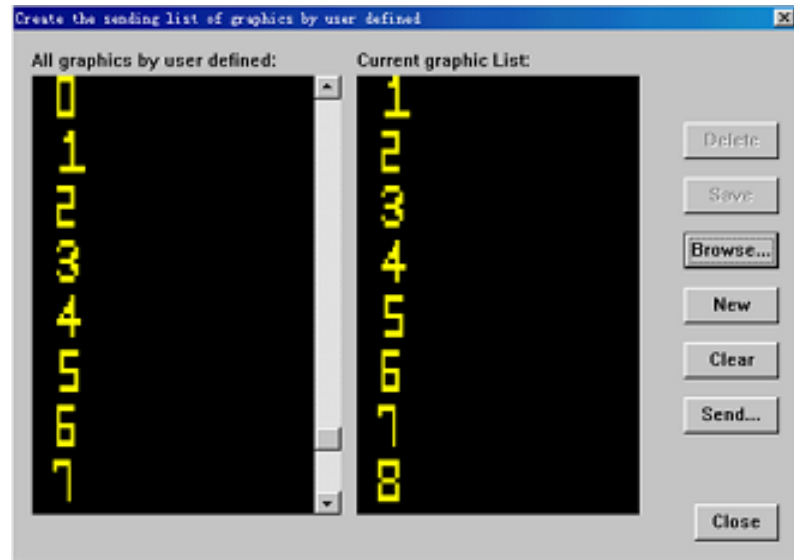 Create the sending list of graphics by user defined
All graphics by user defined:
0
1
2
3
4
5
6
7
Current graphic List:
1
2
3
4
5
6
7
8
Delete
Save
Browse...
New
Clear
Send...
Close